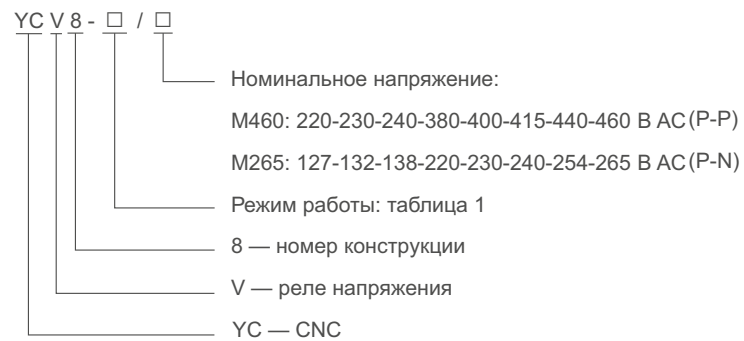 YC V 8 - □ / □
Номинальное напряжение:
M460: 220-230-240-380-400-415-440-460 В AC (P-P)
M265: 127-132-138-220-230-240-254-265 В AC (P-N)
Режим работы: таблица 1
8 — номер конструкции
V — реле напряжения
YC — CNC